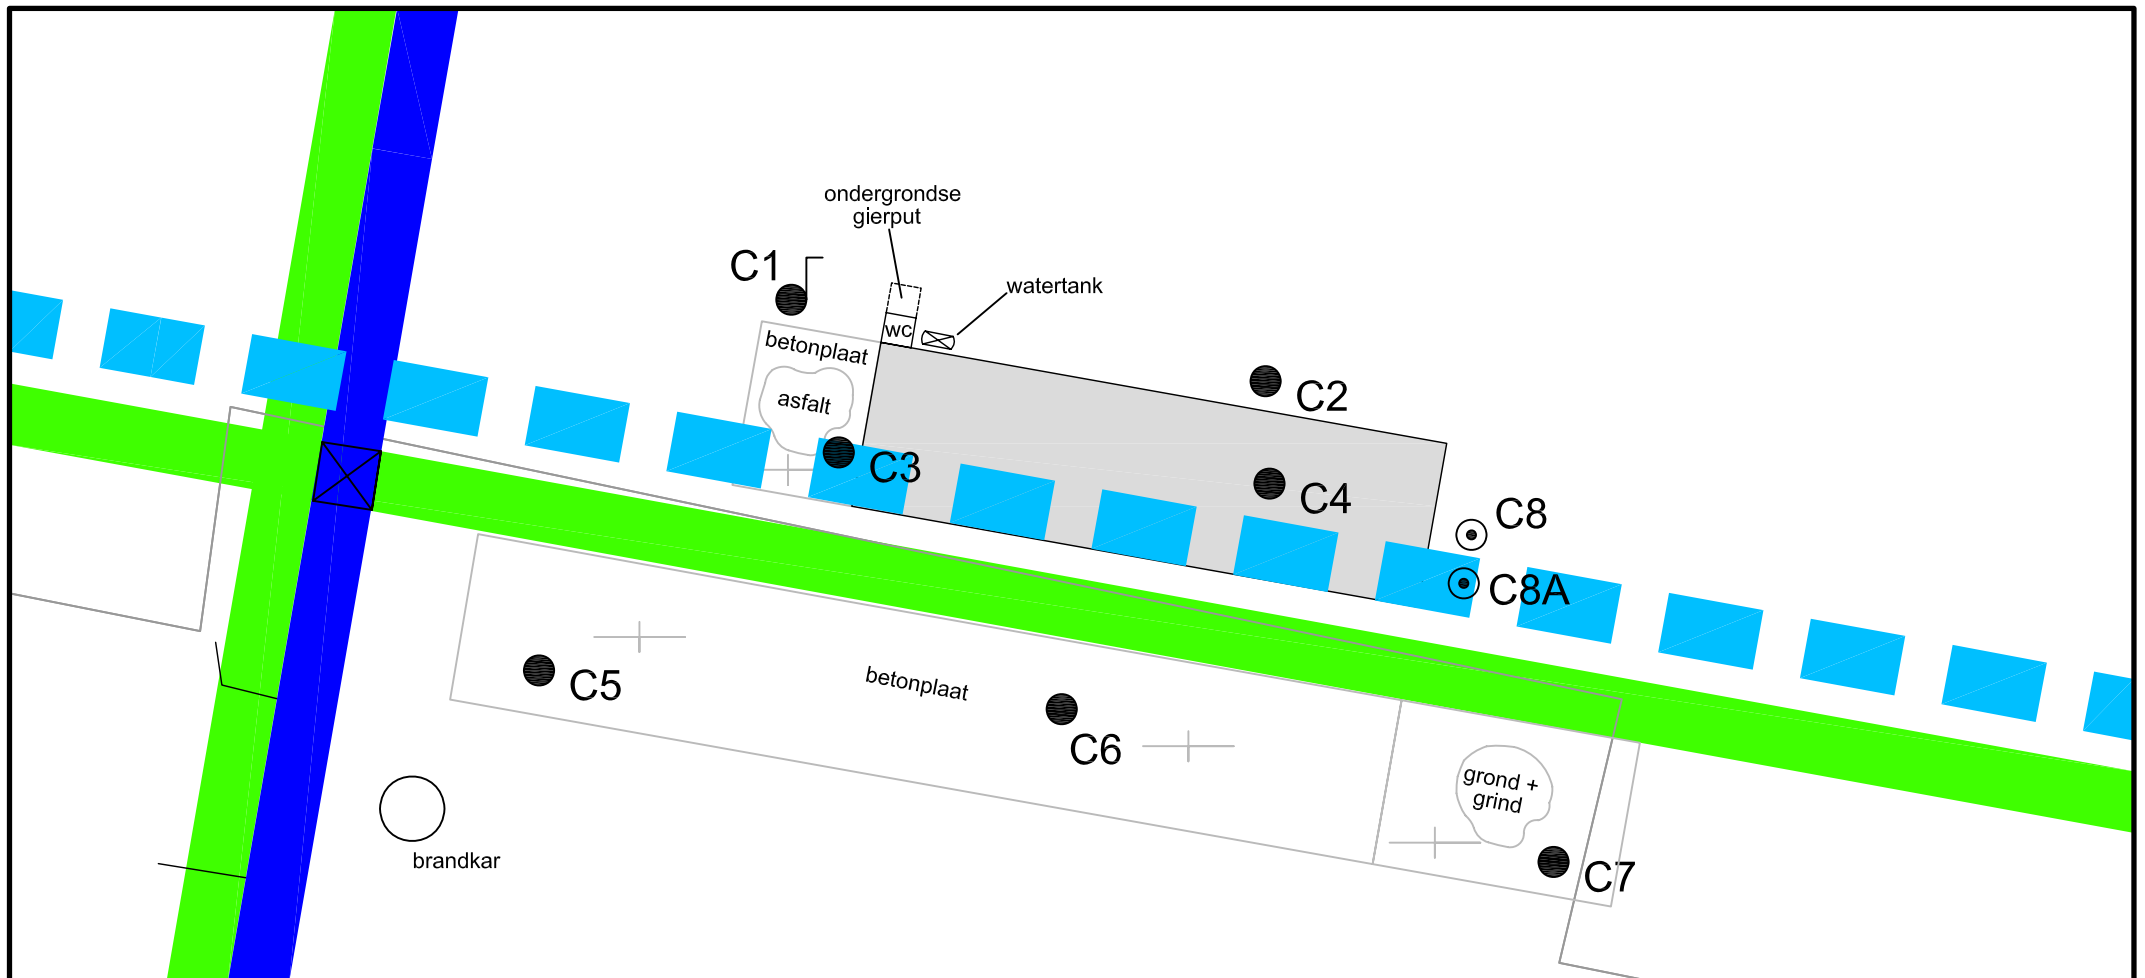 ondergrondse
gierput
C1
watertank
wc
betonplaat
asfalt
C2
C3
C4
C8
C8A
C5
betonplaat
C6
grond +
grind
brandkar
C7